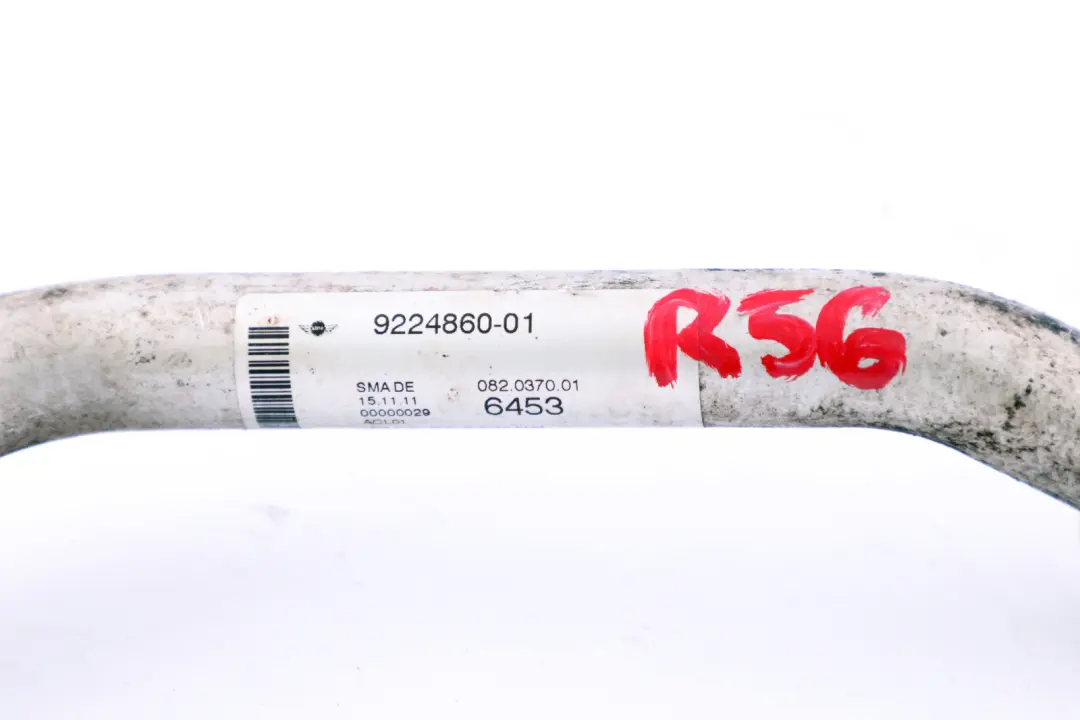 9224860-01
R56
SMA DE 082.0370.01
15.11.11 6453
00000029